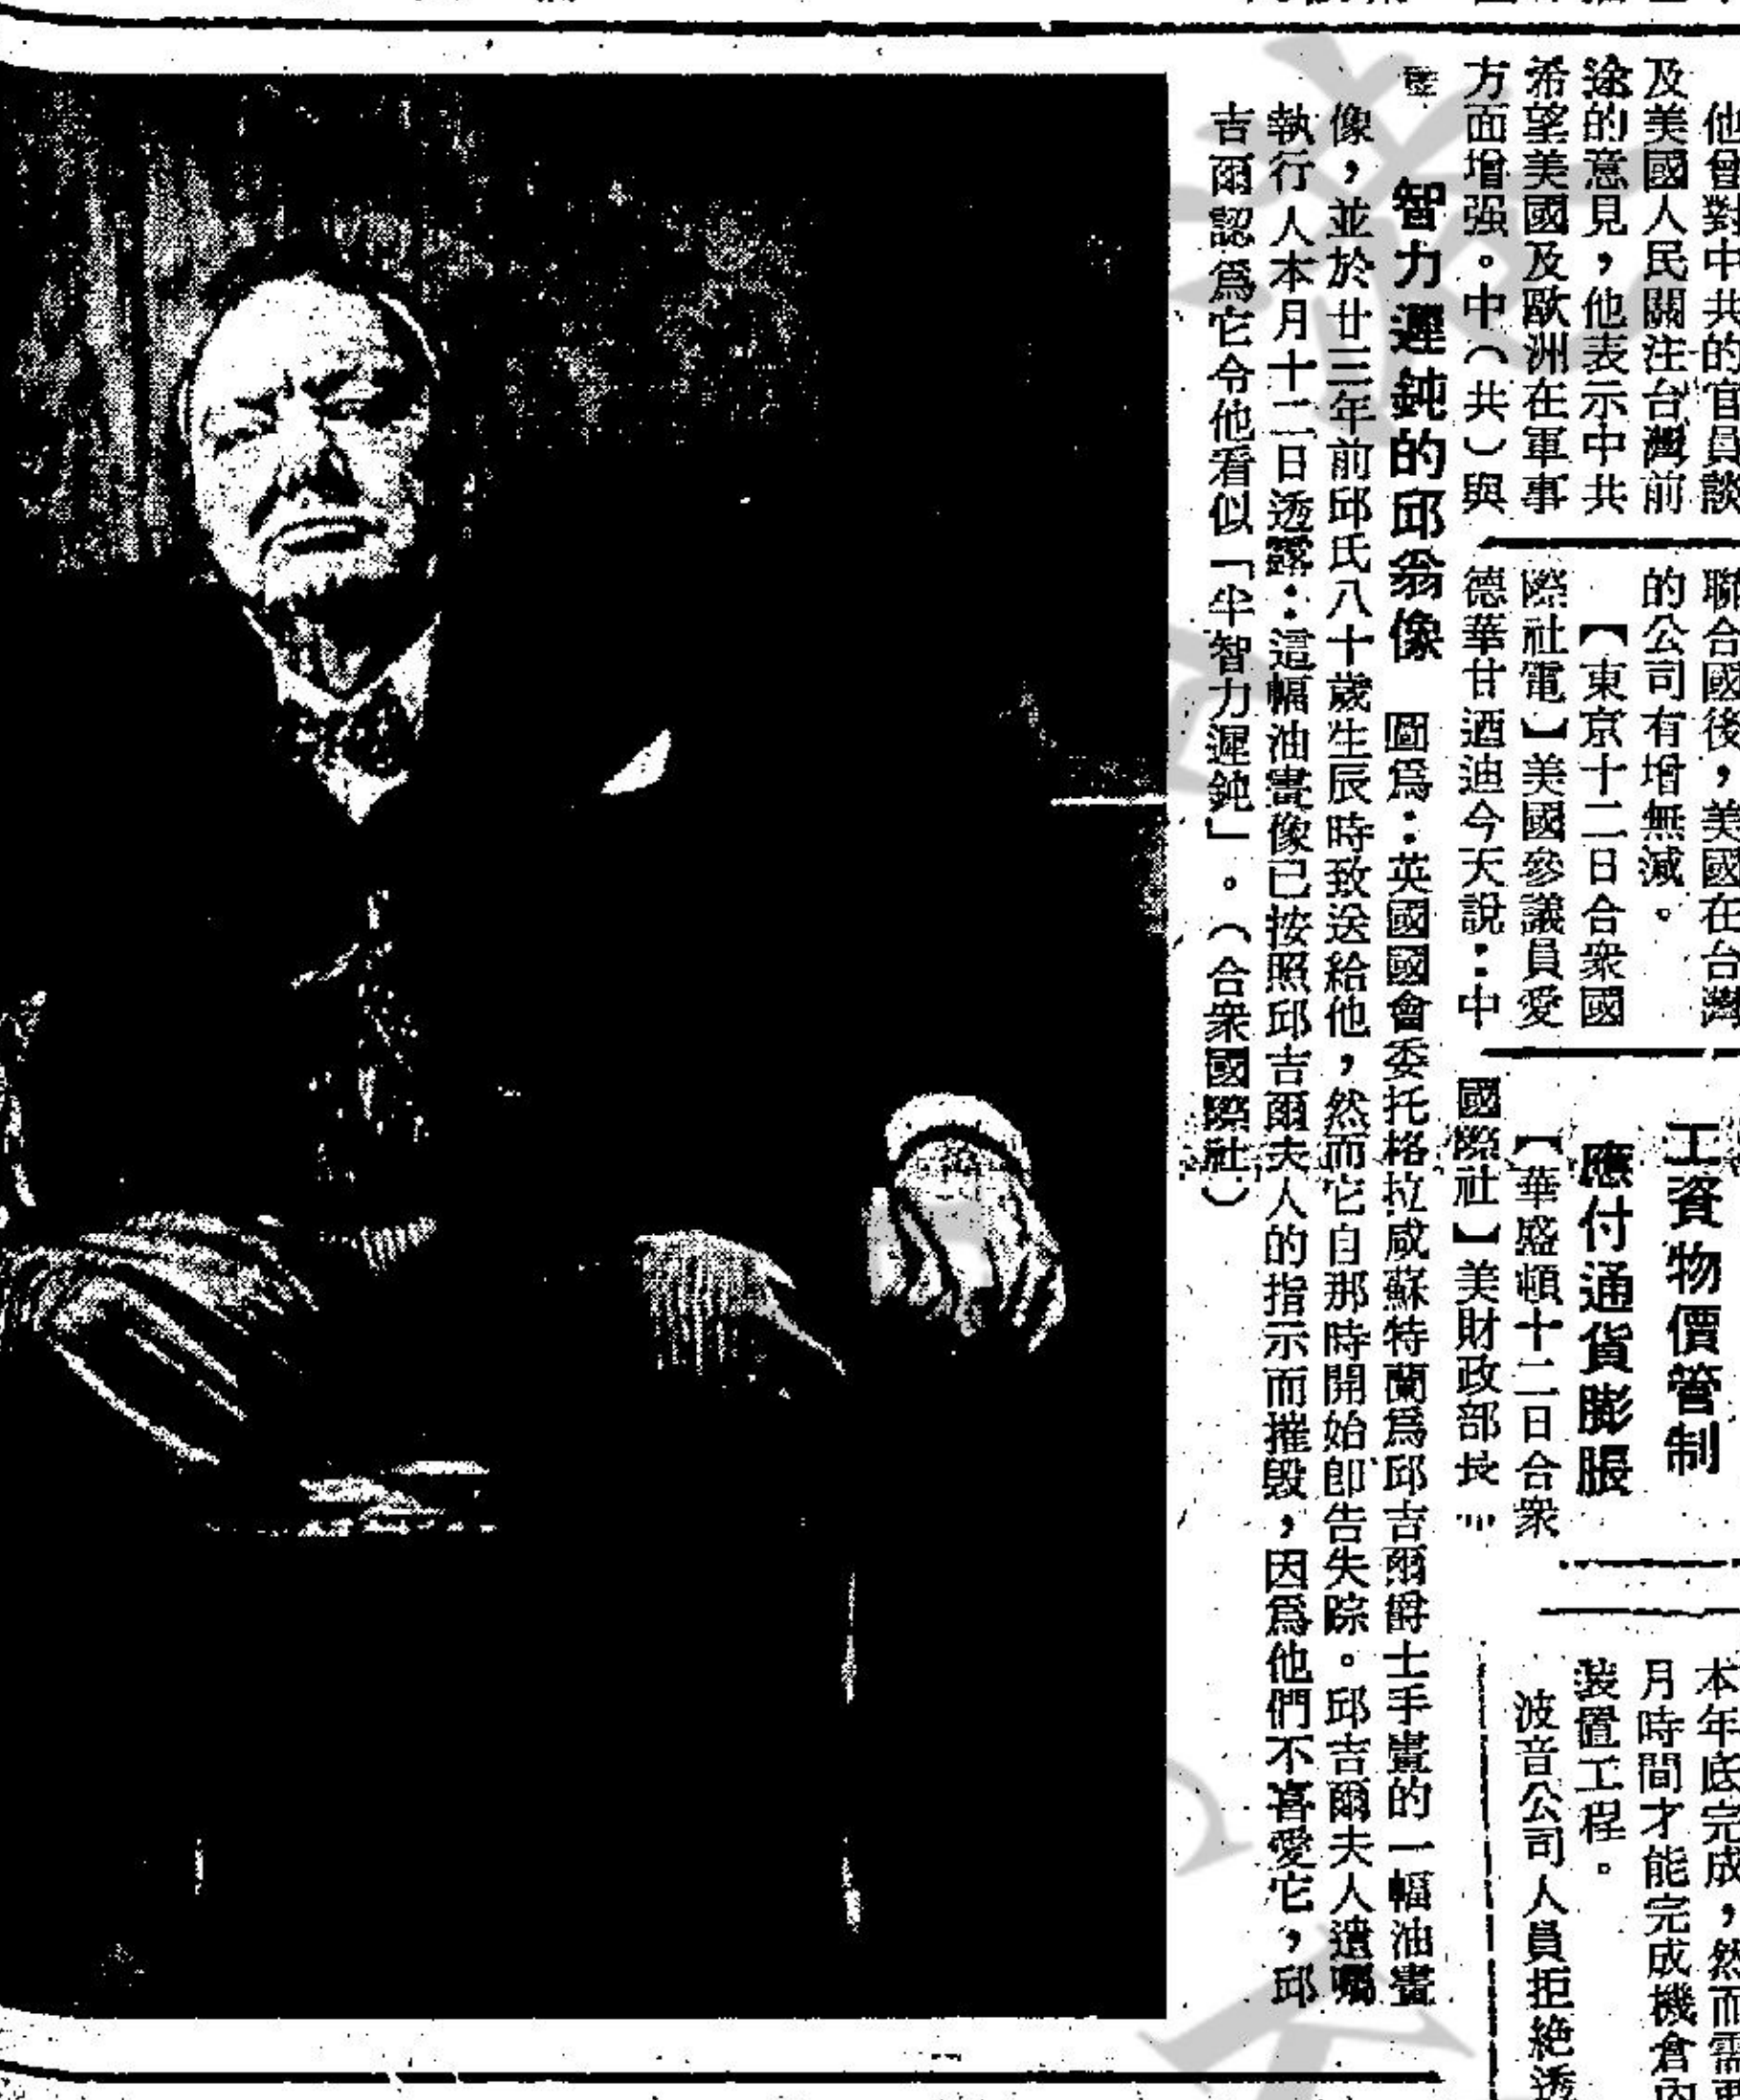 他曾對中共的官員談
及美國人民關注台灣前
途的意見，他表示中共
希望美國及歐洲在軍事
方面增强。中（共）與
聯合國後，美國在台灣
的公司有增無減。
【東京十二日合衆國
際社電】美國參議員愛
德華甘迺迪今天說：中
工資物價管制
應付通貨膨脹
【華盛頓十二日合衆
國際社】美財政部長
本年底完成，然而需要
月時間才能完成機倉內
裝置工程。
波音公司人員拒絶透
智力遲鈍的邱翁像　圖爲：英國國會委托格拉咸蘇特蘭爲邱吉爾爵士手畫的一幅油畫
像，並於廿三年前邱氏八十歲生辰時致送給他，然而它自那時開始卽告失踪。邱吉爾夫人遺囑
執行人本月十二日透露：這幅油畫像已按照邱吉爾夫人的指示而摧毀，因爲他們不喜愛它，邱
吉爾認爲它令他看似「半智力遲鈍」。（合衆國際社）